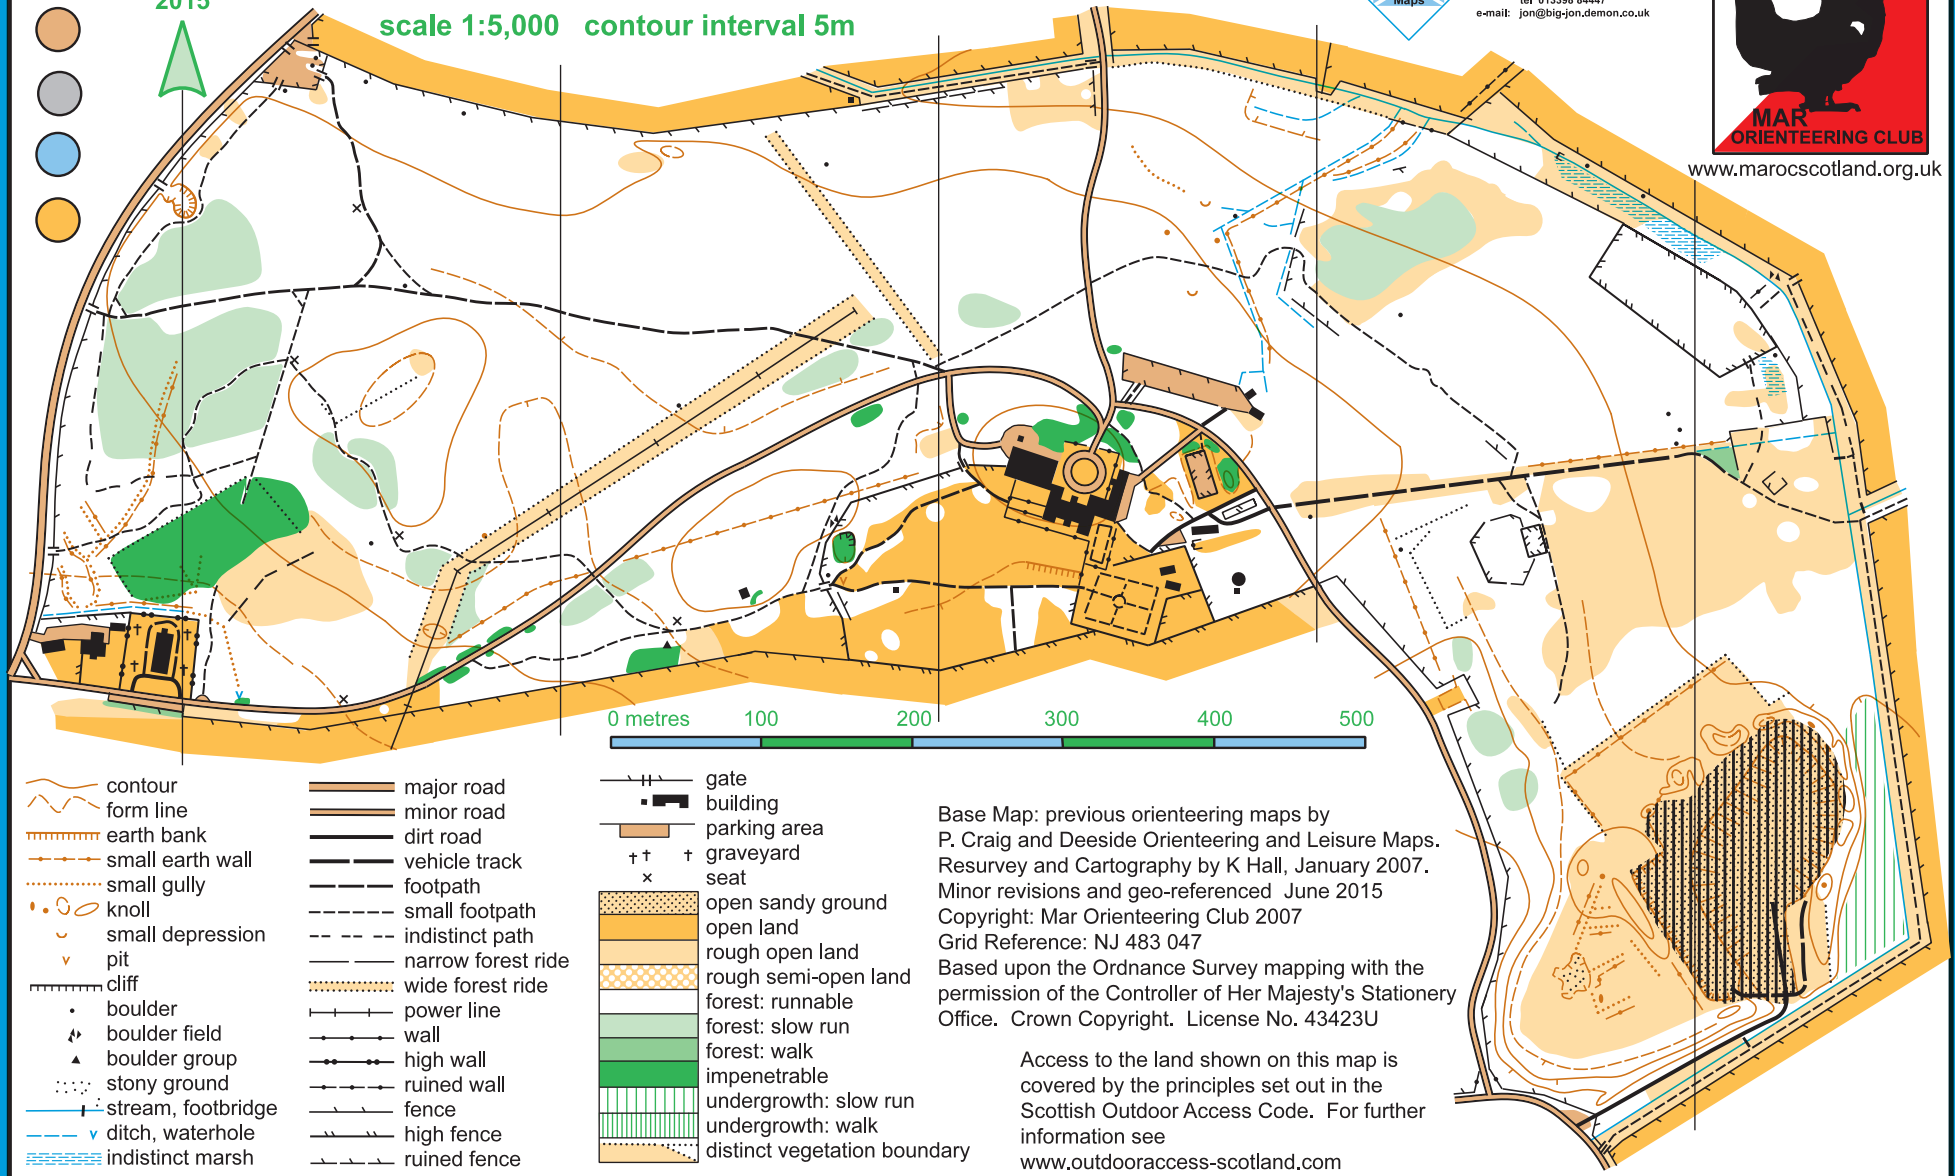 2015
scale 1:5,000 contour interval 5m
Maps
tel 013398 84447
e-mail: jon@big-jon.demon.co.uk
MAR
ORIENTEERING CLUB
www.marocscotland.org.uk
0 metres 100 200 300 400 500
contour
form line
earth bank
small earth wall
small gully
knoll
small depression
pit
cliff
boulder
boulder field
boulder group
stony ground
stream, footbridge
ditch, waterhole
indistinct marsh
major road
minor road
dirt road
vehicle track
footpath
small footpath
indistinct path
narrow forest ride
wide forest ride
power line
wall
high wall
ruined wall
fence
high fence
ruined fence
gate
building
parking area
graveyard
seat
open sandy ground
open land
rough open land
rough semi-open land
forest: runnable
forest: slow run
forest: walk
impenetrable
undergrowth: slow run
undergrowth: walk
distinct vegetation boundary
Base Map: previous orienteering maps by
P. Craig and Deeside Orienteering and Leisure Maps.
Resurvey and Cartography by K Hall, January 2007.
Minor revisions and geo-referenced June 2015
Copyright: Mar Orienteering Club 2007
Grid Reference: NJ 483 047
Based upon the Ordnance Survey mapping with the
permission of the Controller of Her Majesty's Stationery
Office. Crown Copyright. License No. 43423U
Access to the land shown on this map is
covered by the principles set out in the
Scottish Outdoor Access Code. For further
information see
www.outdooraccess-scotland.com